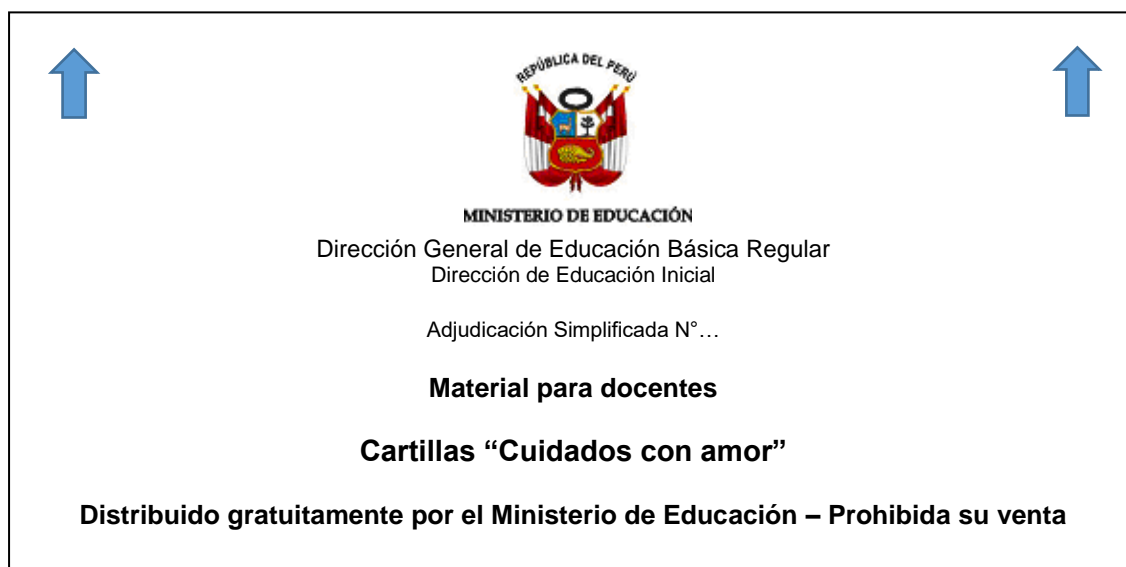 REPÚBLICA DEL PERÚ
MINISTERIO DE EDUCACIÓN
Dirección General de Educación Básica Regular
Dirección de Educación Inicial
Adjudicación Simplificada N°…
Material para docentes
Cartillas “Cuidados con amor”
Distribuido gratuitamente por el Ministerio de Educación – Prohibida su venta